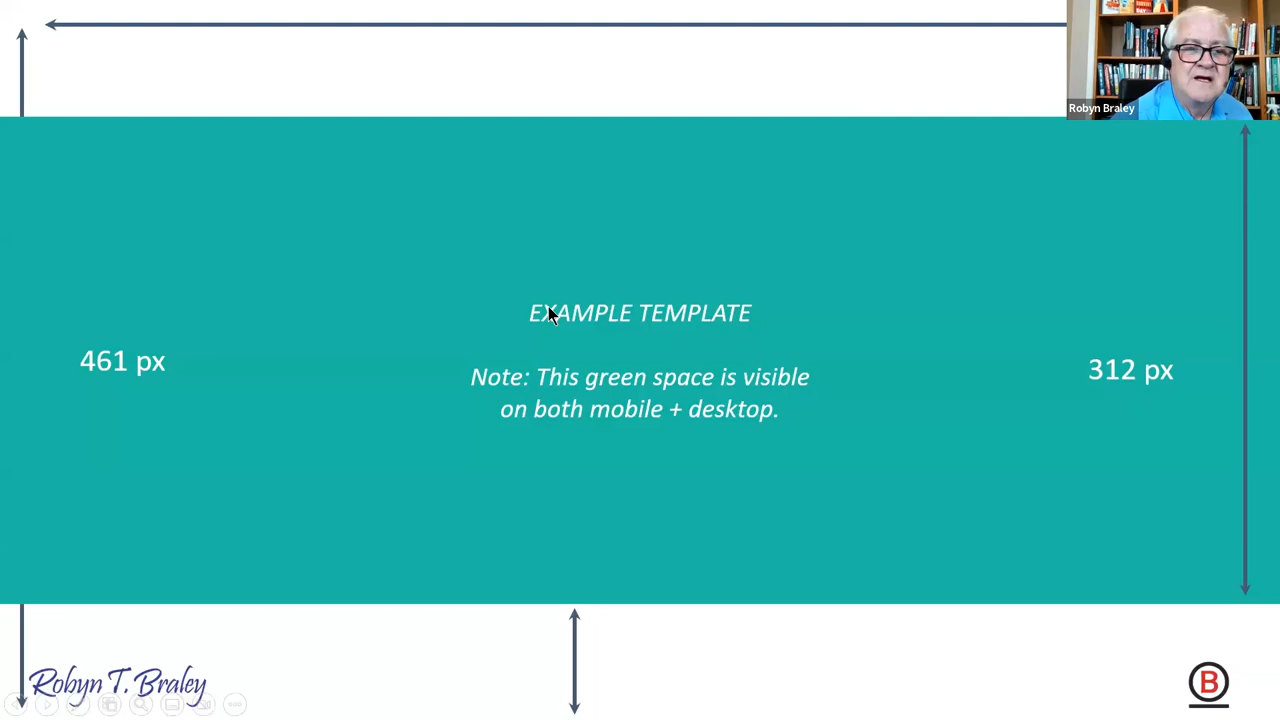 Robyn Braley
EXAMPLE TEMPLATE
461 px
312 px
Note: This green space is visible
on both mobile + desktop.
Robyn T. Braley
B